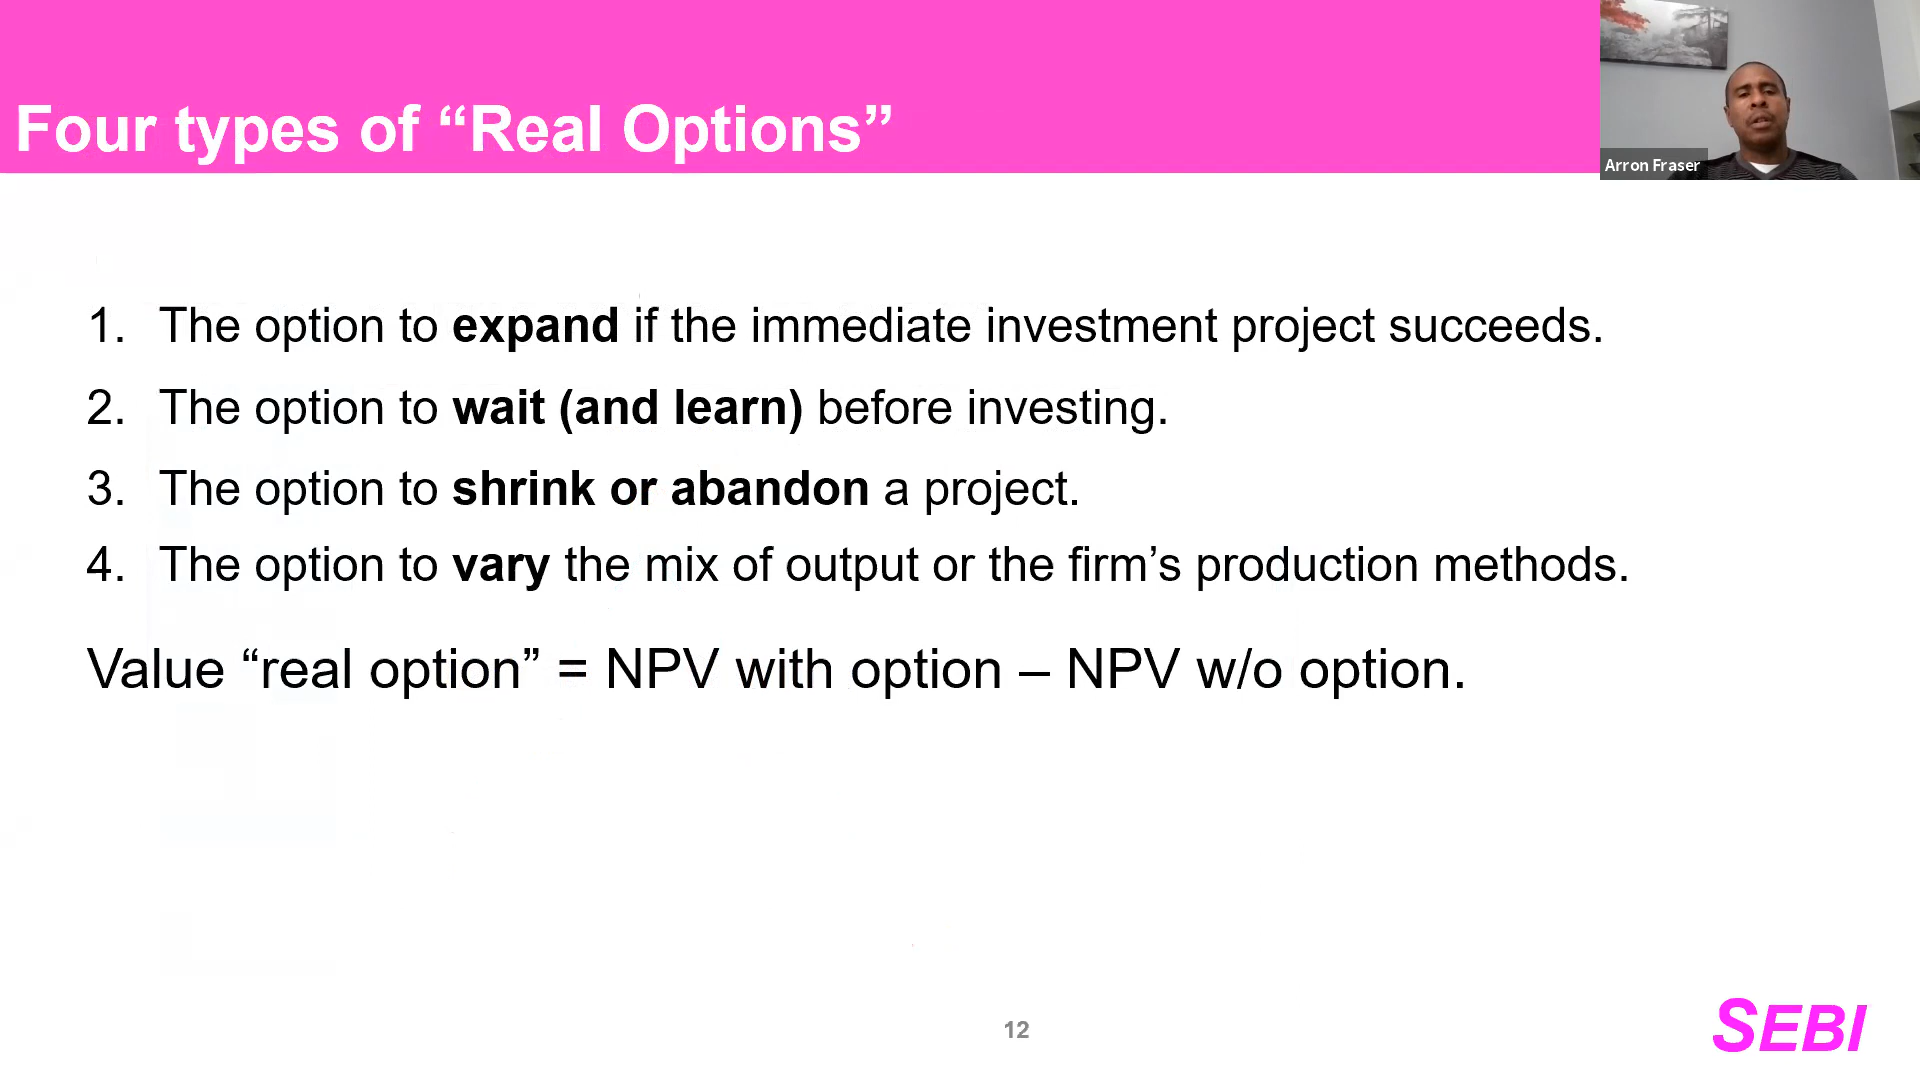 Four types of “Real Options”
Arron Fraser
1. The option to expand if the immediate investment project succeeds.
2. The option to wait (and learn) before investing.
3. The option to shrink or abandon a project.
4. The option to vary the mix of output or the firm’s production methods.
Value “real option” = NPV with option – NPV w/o option.
12
SEBI